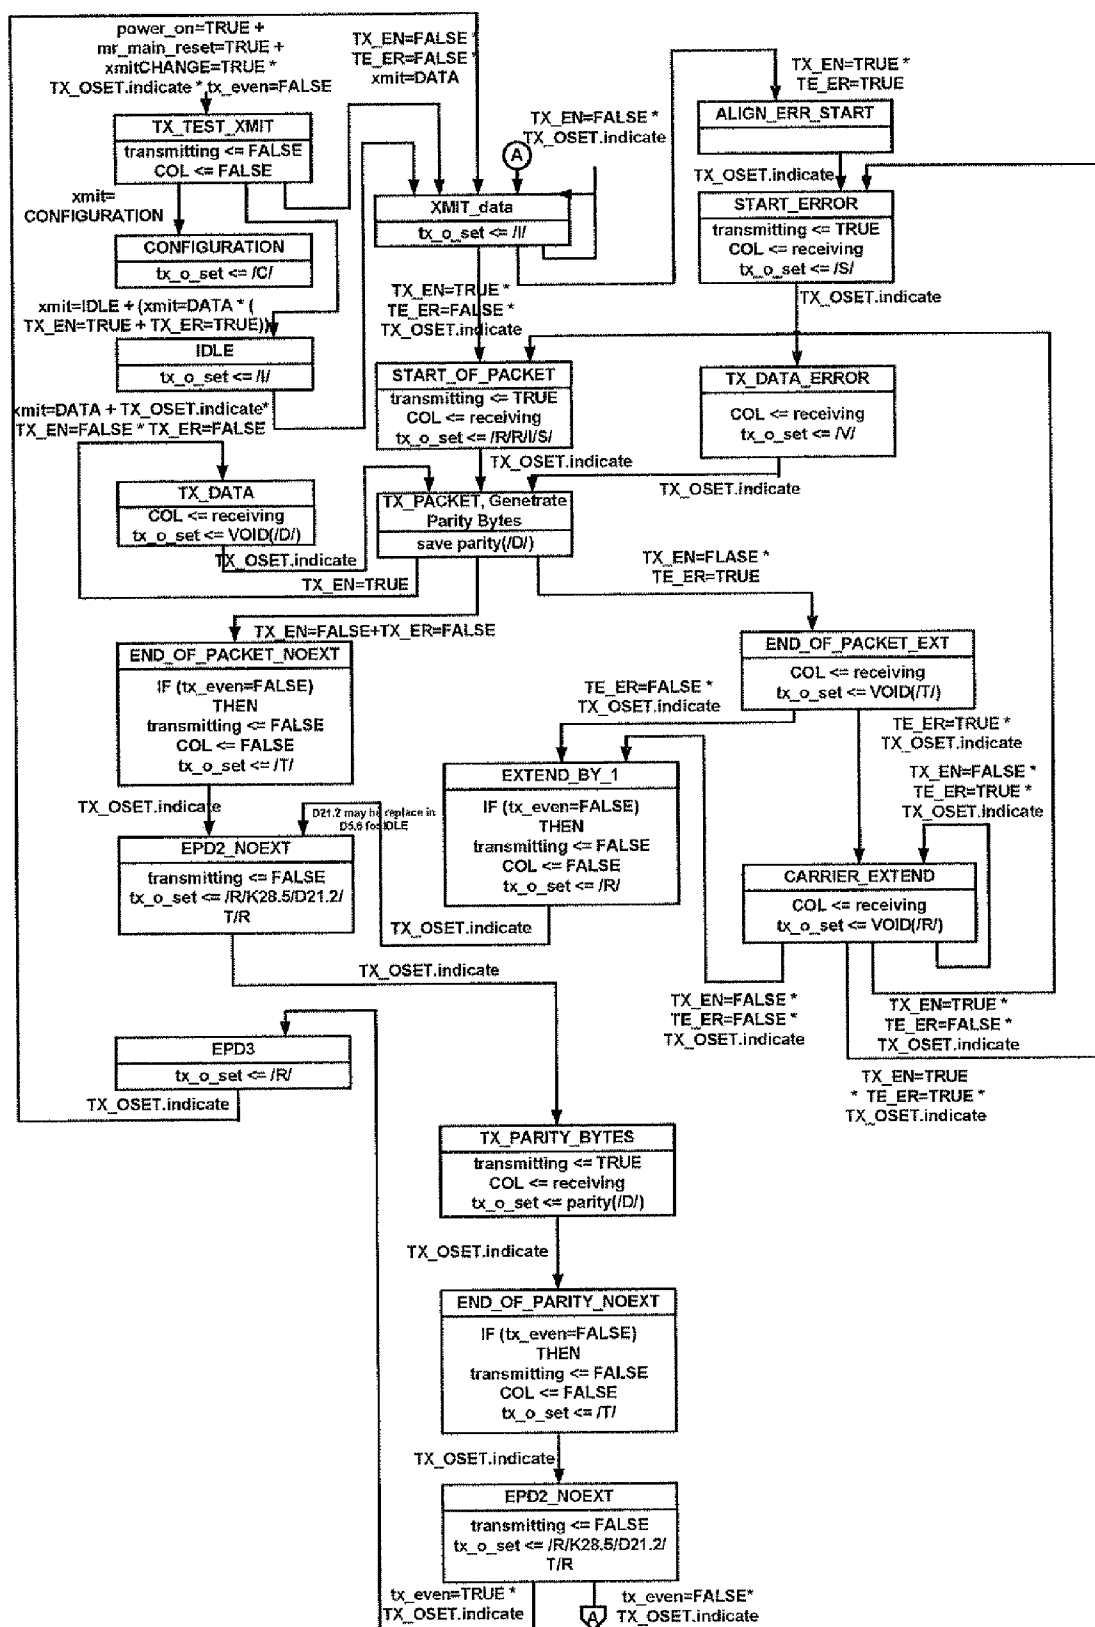 power_on=TRUE +
mr_main_reset=TRUE +
xmitCHANGE=TRUE *
TX_OSET.indicate * tx_even=FALSE
TX_TEST_XMIT
transmitting <= FALSE
COL <= FALSE
xmit=
CONFIGURATION
CONFIGURATION
tx_o_set <= /C/
xmit=IDLE + (xmit=DATA * (
TX_EN=TRUE + TX_ER=TRUE))
IDLE
tx_o_set <= /I/
xmit=DATA + TX_OSET.indicate*
TX_EN=FALSE * TX_ER=FALSE
TX_EN=FALSE *
TE_ER=FALSE *
xmit=DATA
TX_EN=FALSE *
TX_OSET.indicate
A
XMIT_data
tx_o_set <= /I/
TX_EN=TRUE *
TE_ER=TRUE
ALIGN_ERR_START
TX_OSET.indicate
START_ERROR
transmitting <= TRUE
COL <= receiving
tx_o_set <= /S/
TX_OSET.indicate
TX_EN=TRUE *
TE_ER=FALSE *
TX_OSET.indicate
START_OF_PACKET
transmitting <= TRUE
COL <= receiving
tx_o_set <= /R/R/I/S/
TX_OSET.indicate
TX_DATA_ERROR
COL <= receiving
tx_o_set <= /V/
TX_OSET.indicate
TX_DATA
COL <= receiving
tx_o_set <= VOID(/D/)
TX_OSET.indicate
TX_PACKET, Genetrate
Parity Bytes
save parity(/D/)
TX_EN=TRUE
TX_EN=FLASE *
TE_ER=TRUE
TX_EN=FALSE+TX_ER=FALSE
END_OF_PACKET_NOEXT
IF (tx_even=FALSE)
THEN
transmitting <= FALSE
COL <= FALSE
tx_o_set <= /T/
TX_OSET.indicate
END_OF_PACKET_EXT
COL <= receiving
tx_o_set <= VOID(/T/)
TE_ER=FALSE *
TX_OSET.indicate
TE_ER=TRUE *
TX_OSET.indicate
EXTEND_BY_1
IF (tx_even=FALSE)
THEN
transmitting <= FALSE
COL <= FALSE
tx_o_set <= /R/
TX_OSET.indicate
TX_EN=FALSE *
TE_ER=TRUE *
TX_OSET.indicate
D21.2 may be replace in
D5.6 for IDLE
EPD2_NOEXT
transmitting <= FALSE
tx_o_set <= /R/K28.5/D21.2/
T/R
TX_OSET.indicate
CARRIER_EXTEND
COL <= receiving
tx_o_set <= VOID(/R/)
TX_EN=FALSE *
TE_ER=FALSE *
TX_OSET.indicate
TX_EN=TRUE *
TE_ER=FALSE *
TX_OSET.indicate
TX_EN=TRUE
* TE_ER=TRUE *
TX_OSET.indicate
EPD3
tx_o_set <= /R/
TX_OSET.indicate
TX_PARITY_BYTES
transmitting <= TRUE
COL <= receiving
tx_o_set <= parity(/D/)
TX_OSET.indicate
END_OF_PARITY_NOEXT
IF (tx_even=FALSE)
THEN
transmitting <= FALSE
COL <= FALSE
tx_o_set <= /T/
TX_OSET.indicate
EPD2_NOEXT
transmitting <= FALSE
tx_o_set <= /R/K28.5/D21.2/
T/R
tx_even=TRUE *
TX_OSET.indicate
A
tx_even=FALSE*
TX_OSET.indicate